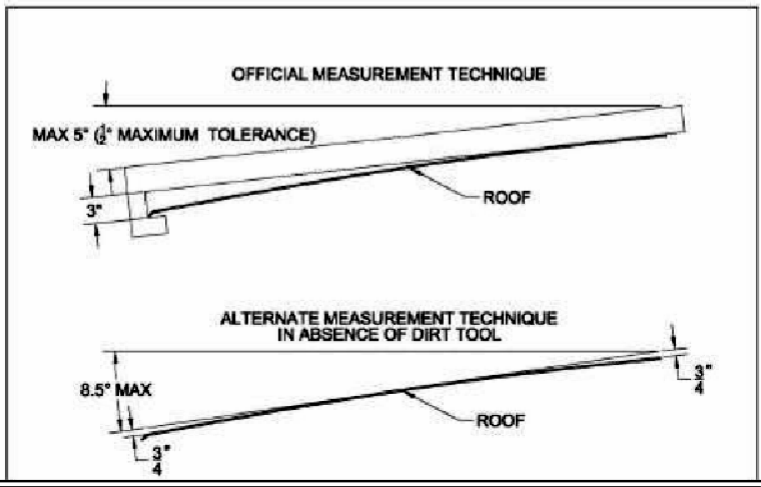 OFFICIAL MEASUREMENT TECHNIQUE
MAX 5° (½° MAXIMUM TOLERANCE)
3"
ROOF
ALTERNATE MEASUREMENT TECHNIQUE
IN ABSENCE OF DIRT TOOL
8.5° MAX
3"
4
ROOF
3"
4